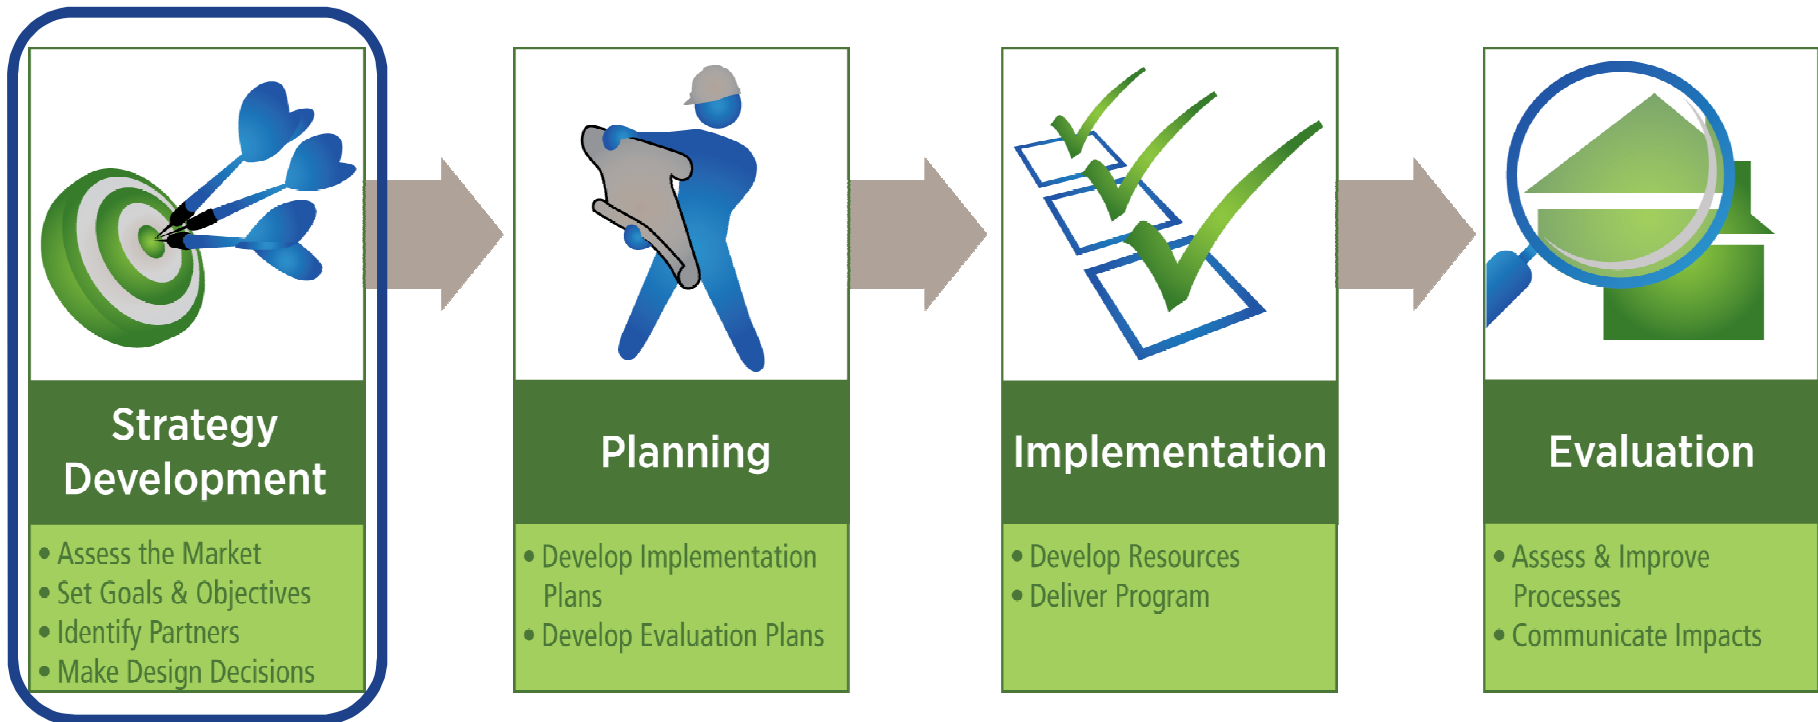 Strategy
Development
• Assess the Market
• Set Goals & Objectives
• Identify Partners
• Make Design Decisions
Planning
• Develop Implementation
Plans
• Develop Evaluation Plans
Implementation
• Develop Resources
• Deliver Program
Evaluation
• Assess & Improve
Processes
• Communicate Impacts